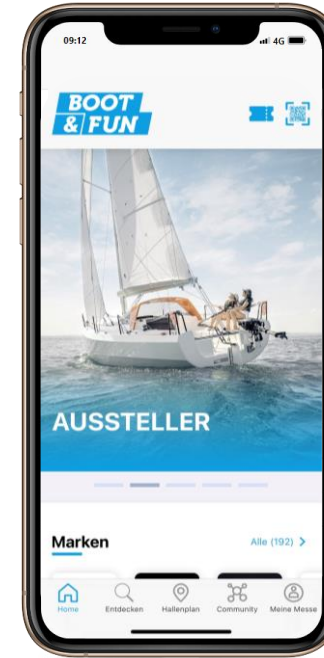 09:12
4G
BOOT
& FUN
AUSSTELLER
Marken
Alle (192)
Home
Entdecken
Hallenplan
Community
Meine Messe